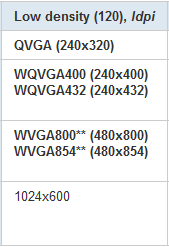 Low density (120), ldpi
QVGA (240x320)
WQVGA400 (240x400)
WQVGA432 (240x432)
WVGA800** (480x800)
WVGA854** (480x854)
1024x600